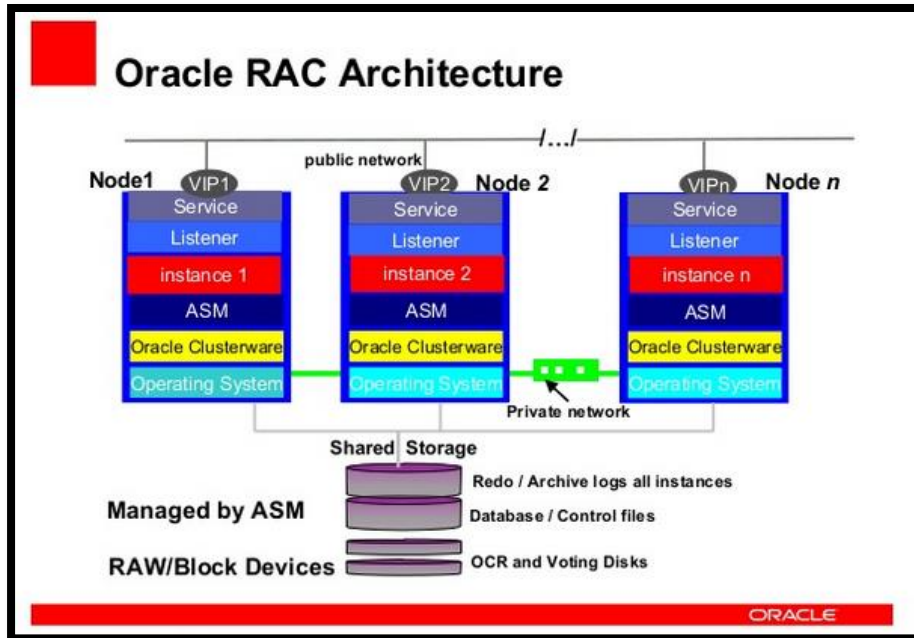 Oracle RAC Architecture
/.../
public network
Node1
VIP1
VIP2
Node 2
VIPn
Node n
Service
Service
Service
Listener
Listener
Listener
instance 1
instance 2
instance n
ASM
ASM
ASM
Oracle Clusterware
Oracle Clusterware
Oracle Clusterware
Operating System
Operating System
Operating System
Private network
Shared Storage
Redo / Archive logs all instances
Managed by ASM
Database / Control files
RAW/Block Devices
OCR and Voting Disks
ORACLE